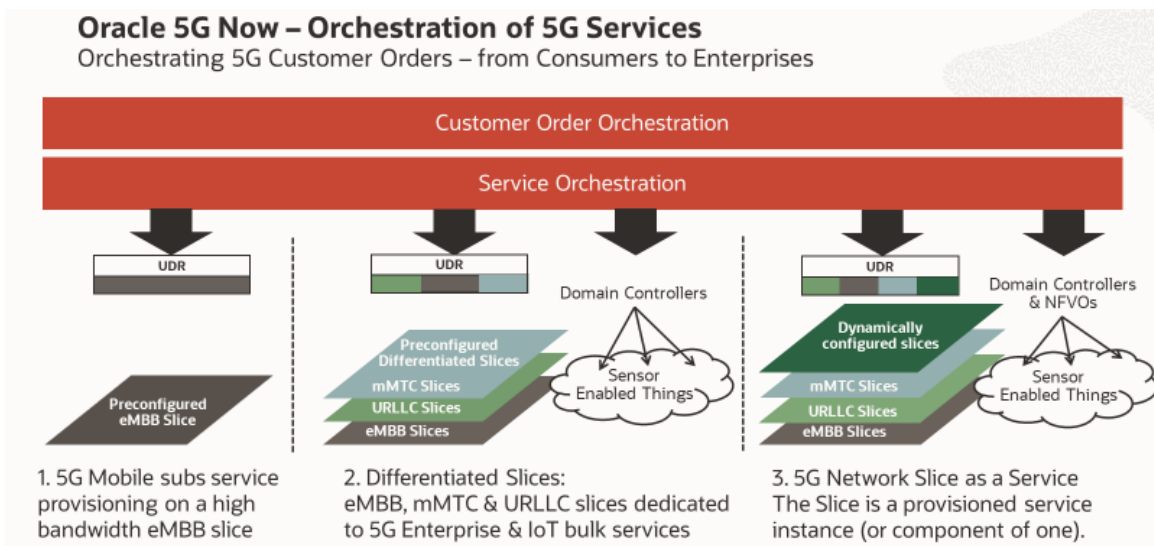 Oracle 5G Now – Orchestration of 5G Services
Orchestrating 5G Customer Orders – from Consumers to Enterprises
Customer Order Orchestration
Service Orchestration
UDR
Preconfigured
eMBB Slice
1. 5G Mobile subs service
provisioning on a high
bandwidth eMBB slice
UDR
Preconfigured
Differentiated Slices
mMTC Slices
URLLC Slices
eMBB Slices
Domain Controllers
Sensor
Enabled Things
2. Differentiated Slices:
eMBB, mMTC & URLLC slices dedicated
to 5G Enterprise & IoT bulk services
UDR
Dynamically
configured slices
mMTC Slices
URLLC Slices
eMBB Slices
Domain Controllers
& NFVOs
Sensor
Enabled Things
3. 5G Network Slice as a Service
The Slice is a provisioned service
instance (or component of one).